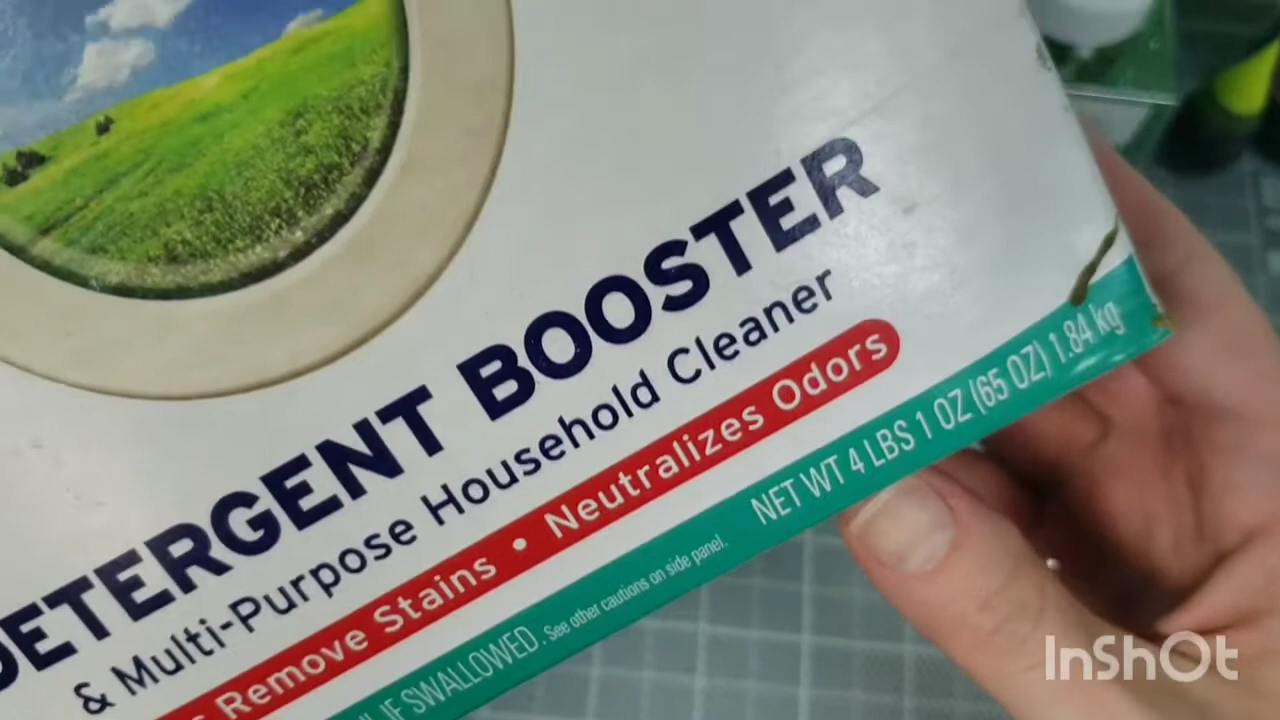 DETERGENT BOOSTER
& Multi-Purpose Household Cleaner
Remove Stains • Neutralizes Odors
IF SWALLOWED. See other cautions on side panel. NET WT 4 LBS 1 OZ (65 OZ) 1.84 kg
InShOt